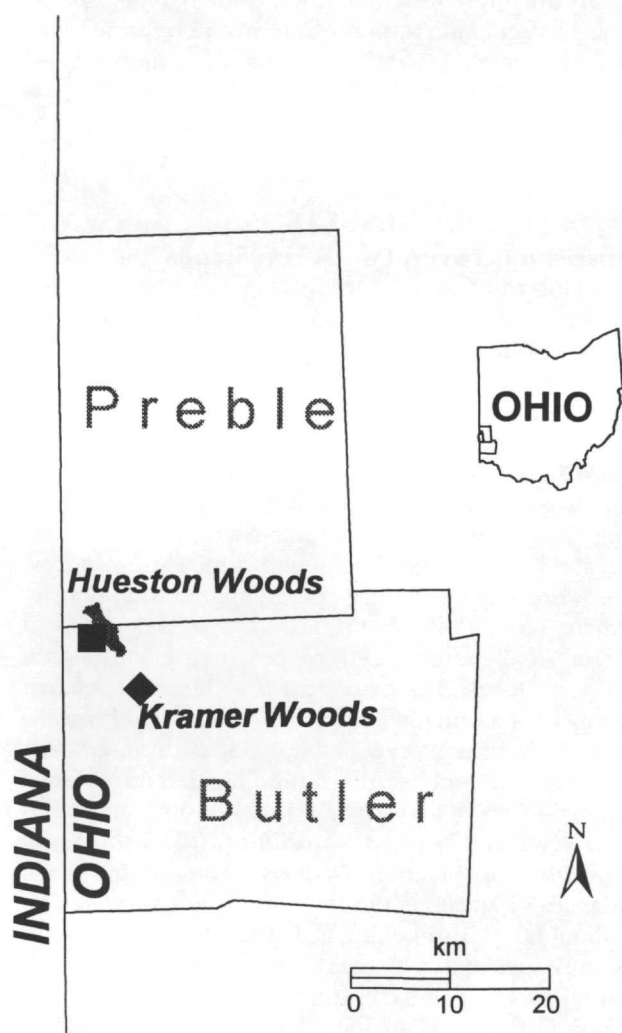 Preble
OHIO
Hueston Woods
Kramer Woods
Butler
INDIANA
OHIO
N
km
0 10 20